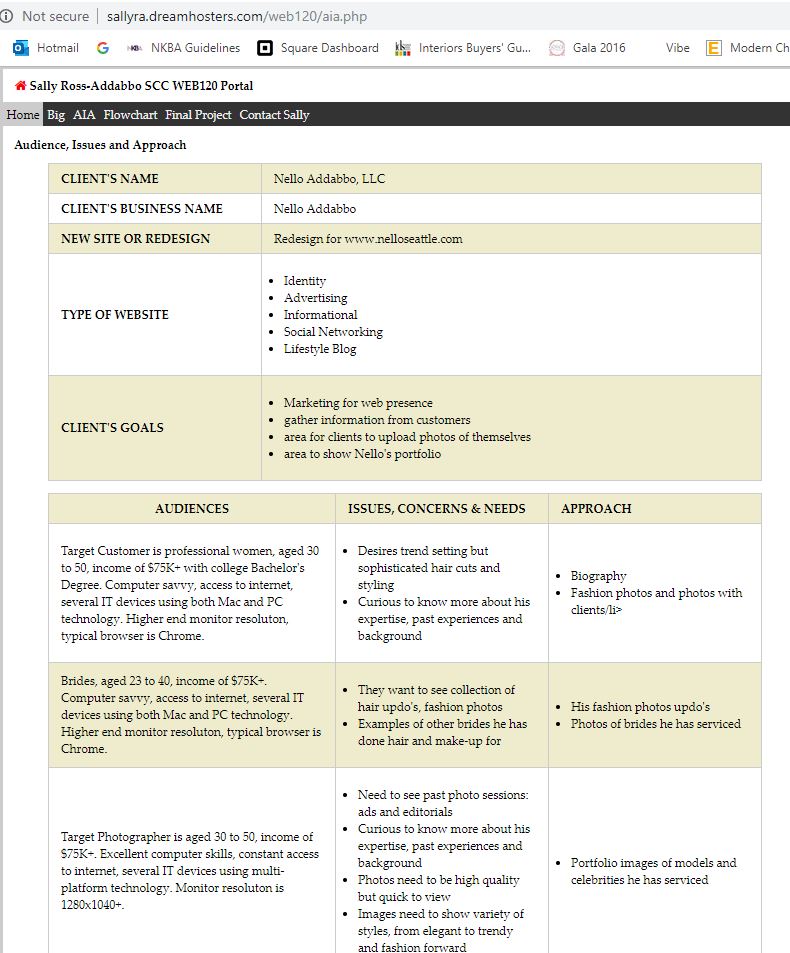 Not secure | sallyra.dreamhosters.com/web120/aia.php
Hotmail NKBA NKBA Guidelines Square Dashboard Interiors Buyers' Gu... Gala 2016 Vibe E Modern Ch
Sally Ross-Addabbo SCC WEB120 Portal
Home Big AIA Flowchart Final Project Contact Sally
Audience, Issues and Approach
CLIENT'S NAME Nello Addabbo, LLC
CLIENT'S BUSINESS NAME Nello Addabbo
NEW SITE OR REDESIGN Redesign for www.nelloseattle.com
TYPE OF WEBSITE
• Identity
• Advertising
• Informational
• Social Networking
• Lifestyle Blog
CLIENT'S GOALS
• Marketing for web presence
• gather information from customers
• area for clients to upload photos of themselves
• area to show Nello's portfolio
AUDIENCES ISSUES, CONCERNS & NEEDS APPROACH
Target Customer is professional women, aged 30
to 50, income of $75K+ with college Bachelor's
Degree. Computer savvy, access to internet,
several IT devices using both Mac and PC
technology. Higher end monitor resoluton,
typical browser is Chrome.
• Desires trend setting but
sophisticated hair cuts and
styling
• Curious to know more about his
expertise, past experiences and
background
• Biography
• Fashion photos and photos with
clients/li>
Brides, aged 23 to 40, income of $75K+.
Computer savvy, access to internet, several IT
devices using both Mac and PC technology.
Higher end monitor resoluton, typical browser is
Chrome.
• They want to see collection of
hair updo's, fashion photos
• Examples of other brides he has
done hair and make-up for
• His fashion photos updo's
• Photos of brides he has serviced
Target Photographer is aged 30 to 50, income of
$75K+. Excellent computer skills, constant access
to internet, several IT devices using multi-
platform technology. Monitor resoluton is
1280x1040+.
• Need to see past photo sessions:
ads and editorials
• Curious to know more about his
expertise, past experiences and
background
• Photos need to be high quality
but quick to view
• Images need to show variety of
styles, from elegant to trendy
and fashion forward
• Portfolio images of models and
celebrities he has serviced